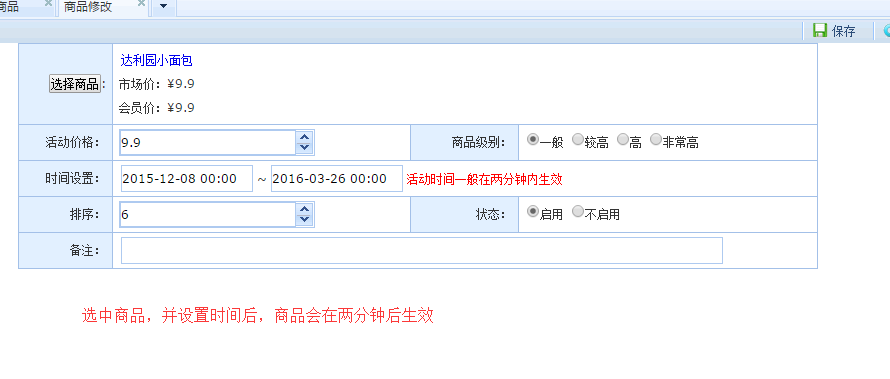 商品
商品修改
保存
选择商品：
达利园小面包
市场价：¥9.9
会员价：¥9.9
活动价格：
9.9
商品级别：
一般 较高 高 非常高
时间设置：
2015-12-08 00:00 ~ 2016-03-26 00:00 活动时间一般在两分钟内生效
排序：
6
状态：
启用 不启用
备注：
选中商品，并设置时间后，商品会在两分钟后生效